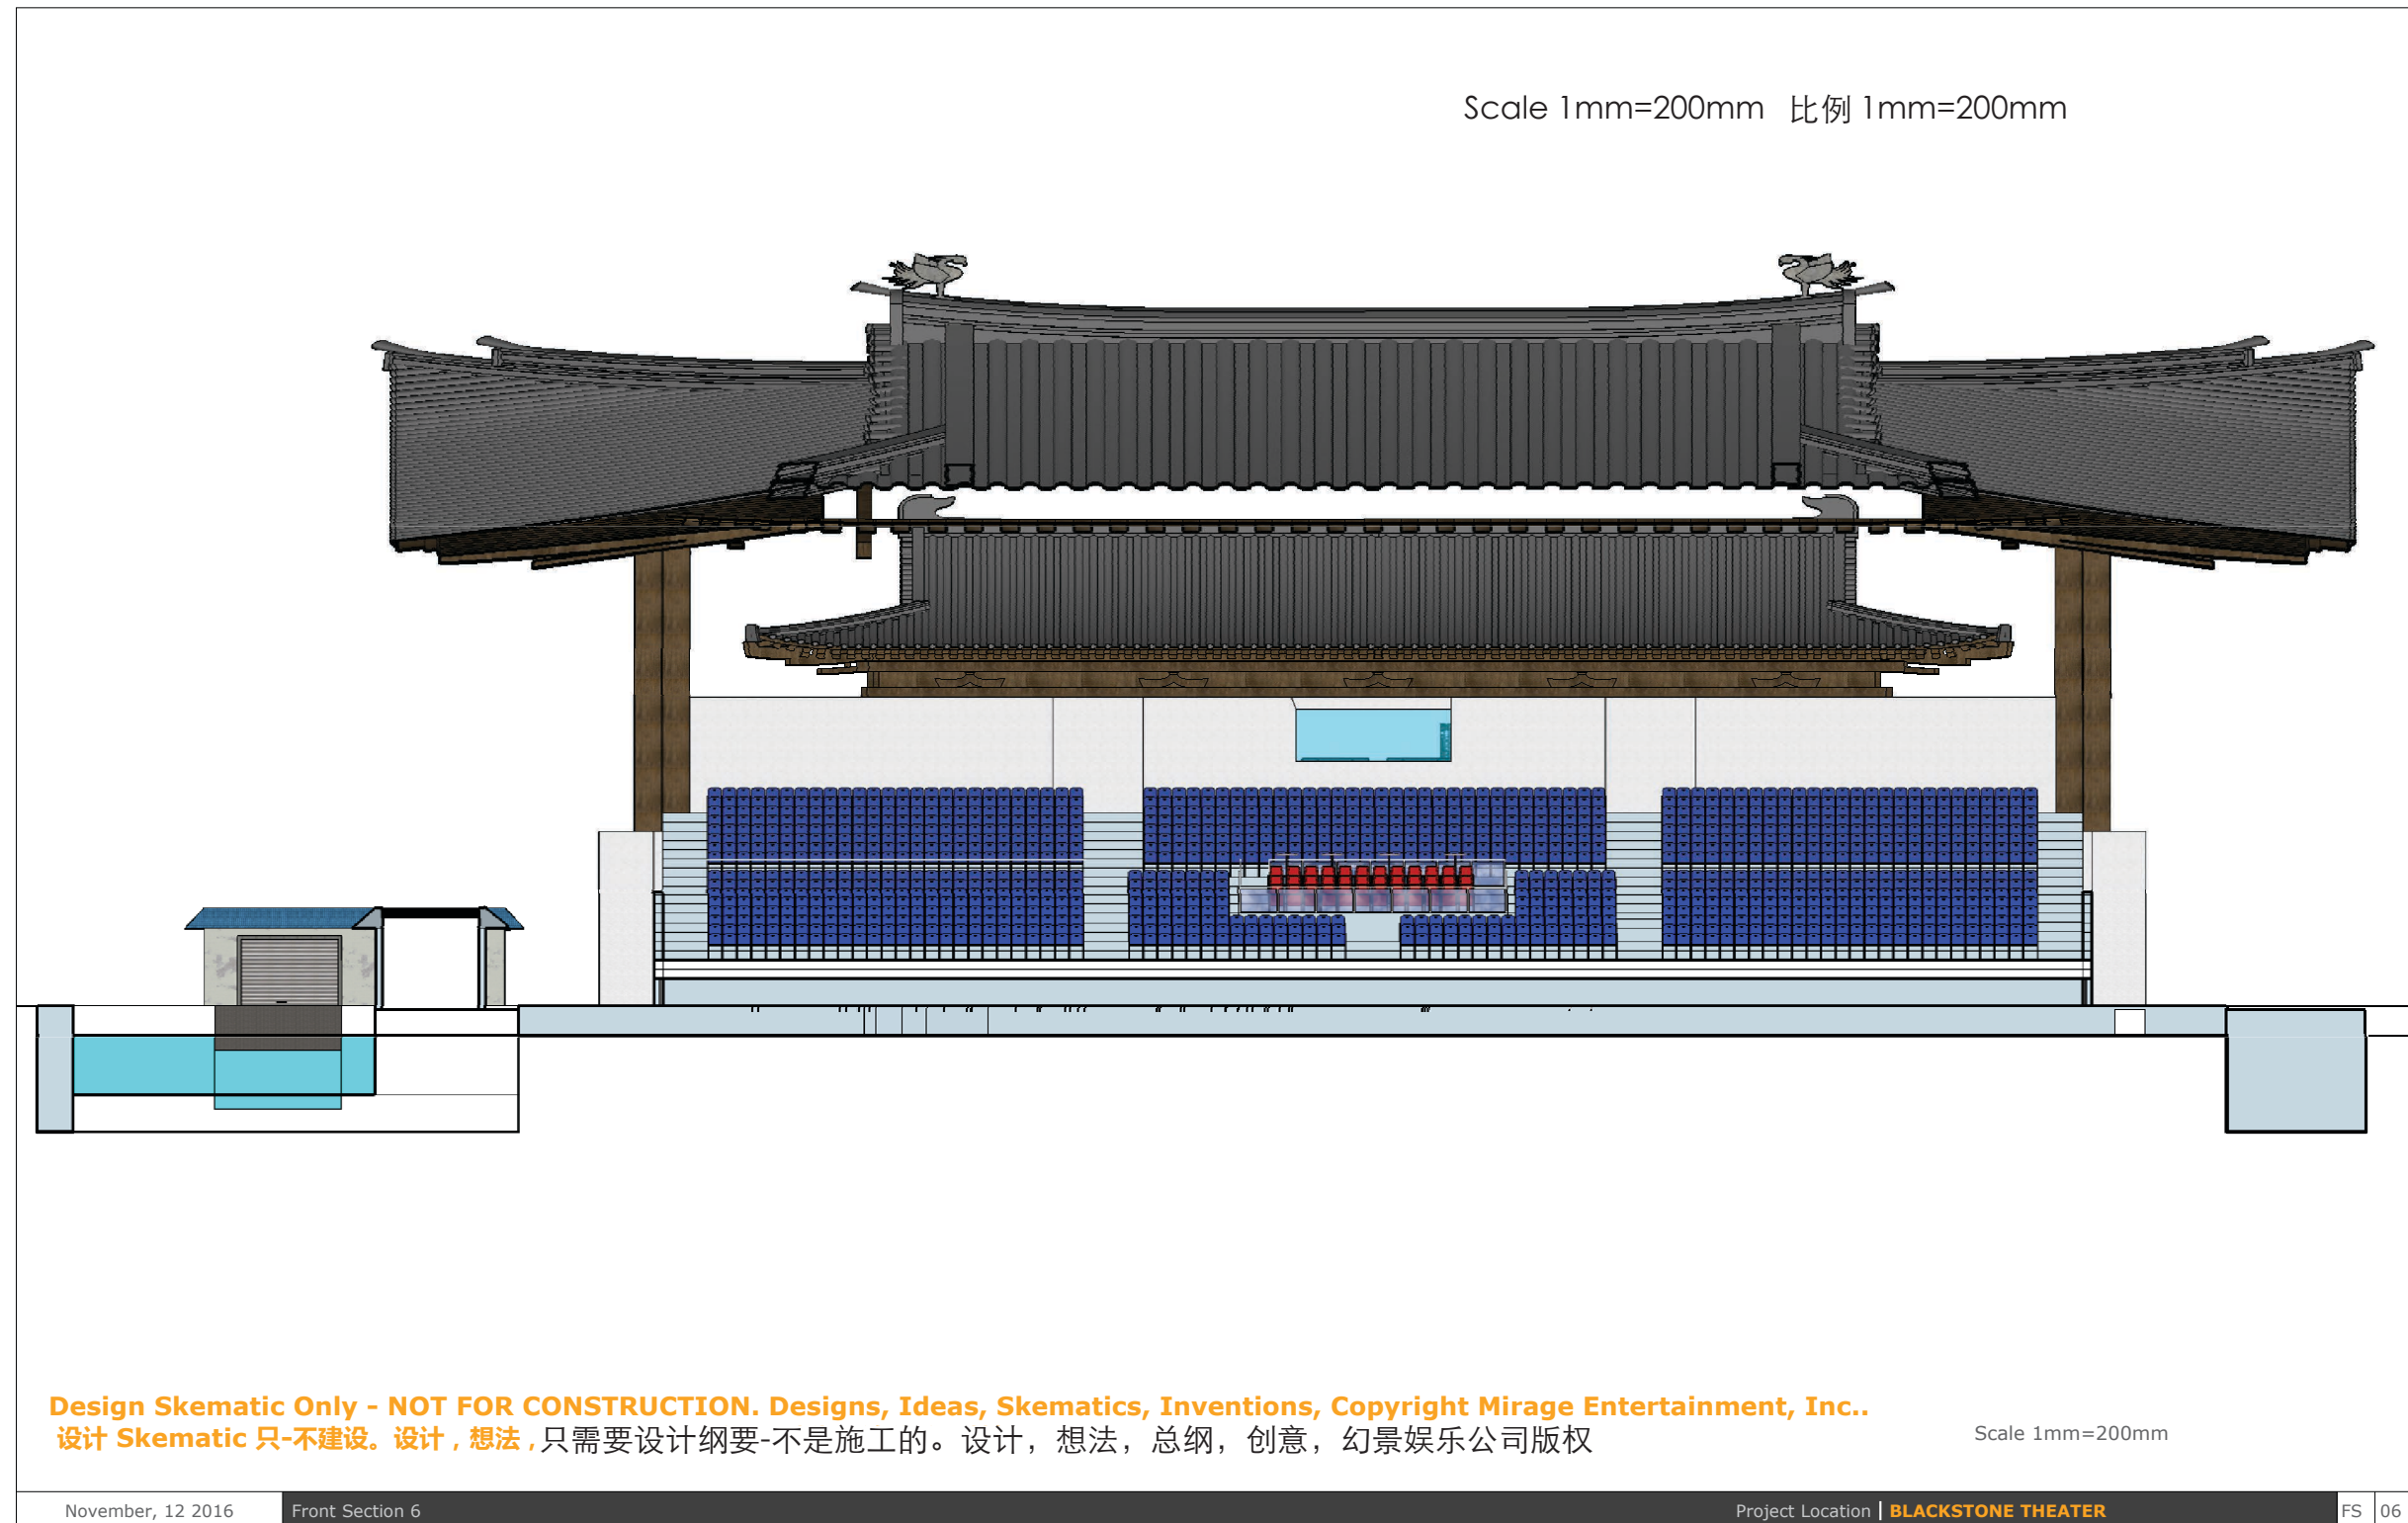 Scale 1mm=200mm 比例 1mm=200mm
Design Skematic Only - NOT FOR CONSTRUCTION. Designs, Ideas, Skematics, Inventions, Copyright Mirage Entertainment, Inc..
设计 Skematic 只-不建设。设计，想法，只需要设计纲要-不是施工的。设计，想法，总纲，创意，幻景娱乐公司版权
Scale 1mm=200mm
November, 12 2016 Front Section 6 Project Location | BLACKSTONE THEATER FS 06